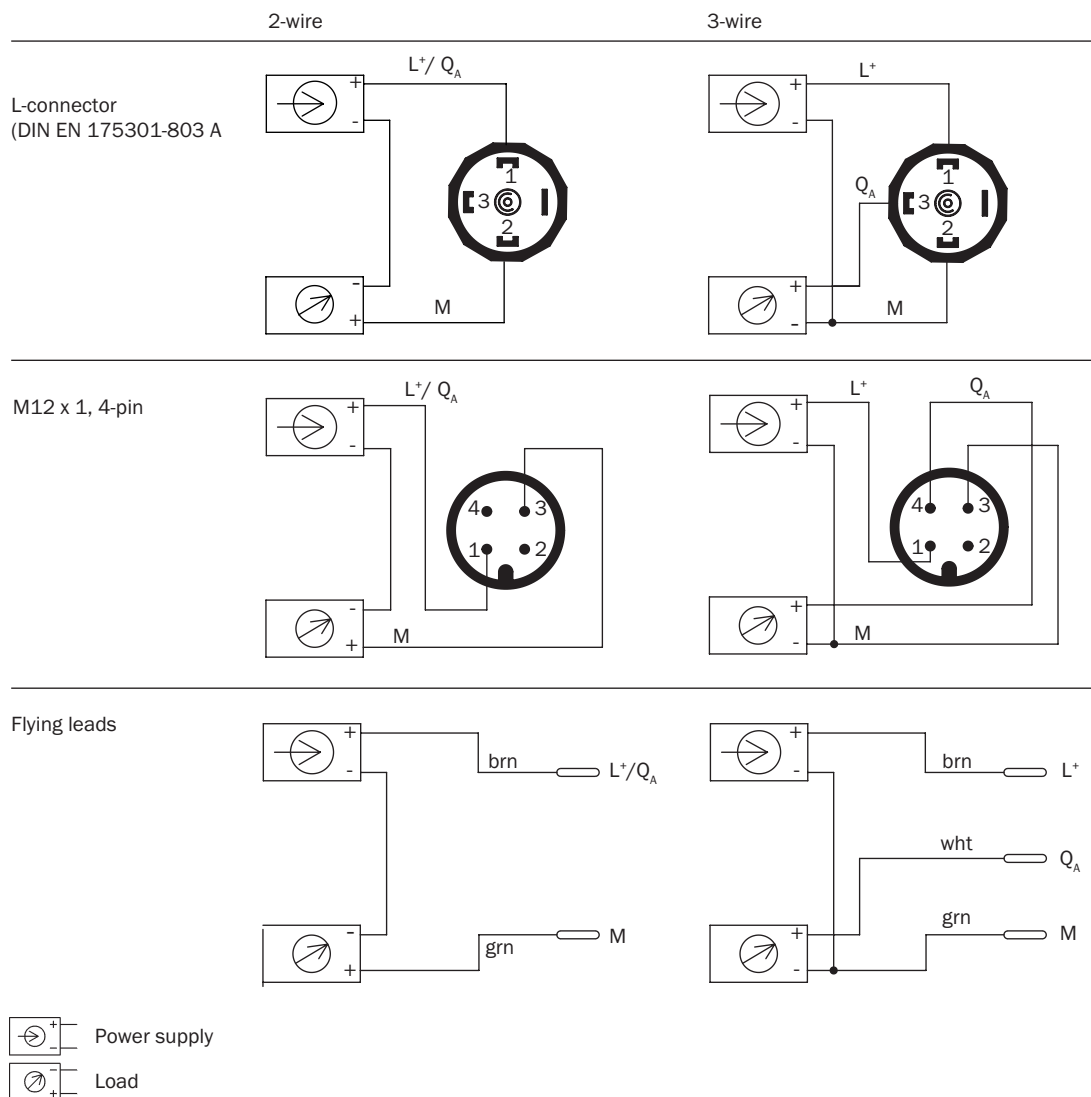 2-wire 3-wire
L-connector
(DIN EN 175301-803 A
+ L⁺/ Q_A
-
1
3
2
-
+ M
+ L⁺
-
1
Q_A 3
2
+
- M
M12 x 1, 4-pin
+ L⁺/ Q_A
-
4 3
1 2
-
+ M
+ L⁺ Q_A
-
4 3
1 2
+
- M
Flying leads
+
- brn L⁺/Q_A
-
+ grn M
+
- brn L⁺
wht Q_A
+ grn M
-
+
- Power supply
-
+ Load